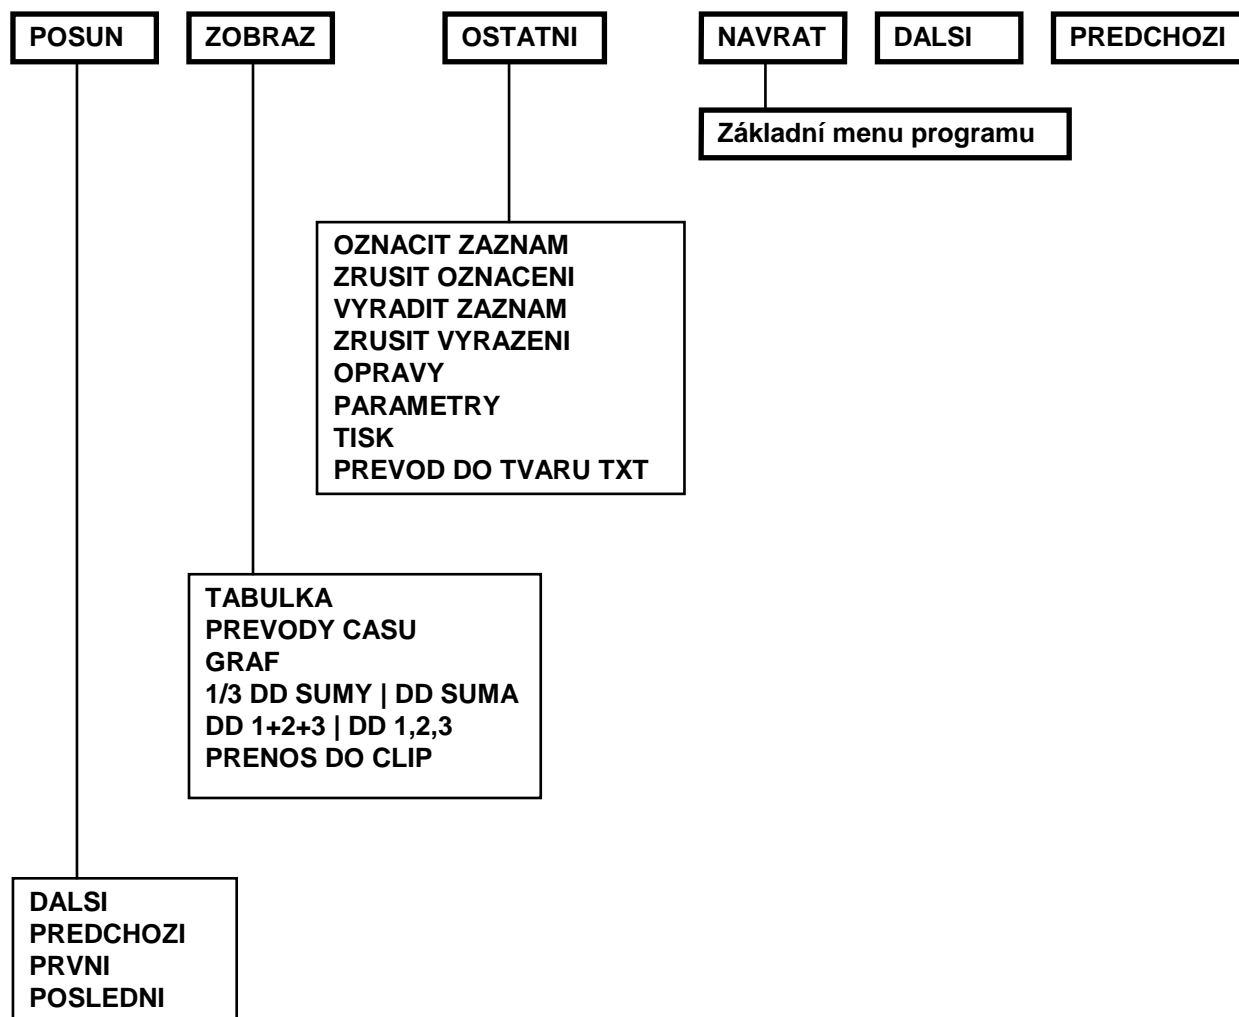 POSUN
ZOBRAZ
OSTATNI
NAVRAT
DALSI
PREDCHOZI
Základní menu programu
OZNACIT ZAZNAM
ZRUSIT OZNACENI
VYRADIT ZAZNAM
ZRUSIT VYRAZENI
OPRAVY
PARAMETRY
TISK
PREVOD DO TVARU TXT
TABULKA
PREVODY CASU
GRAF
1/3 DD SUMY | DD SUMA
DD 1+2+3 | DD 1,2,3
PRENOS DO CLIP
DALSI
PREDCHOZI
PRVNI
POSLEDNI